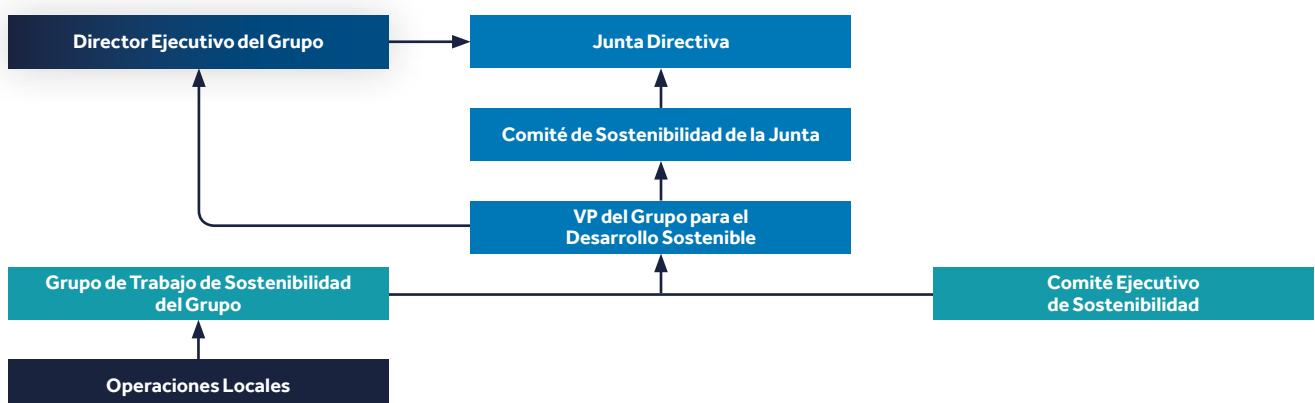 Director Ejecutivo del Grupo
Junta Directiva
Comité de Sostenibilidad de la Junta
VP del Grupo para el
Desarrollo Sostenible
Grupo de Trabajo de Sostenibilidad
del Grupo
Comité Ejecutivo
de Sostenibilidad
Operaciones Locales